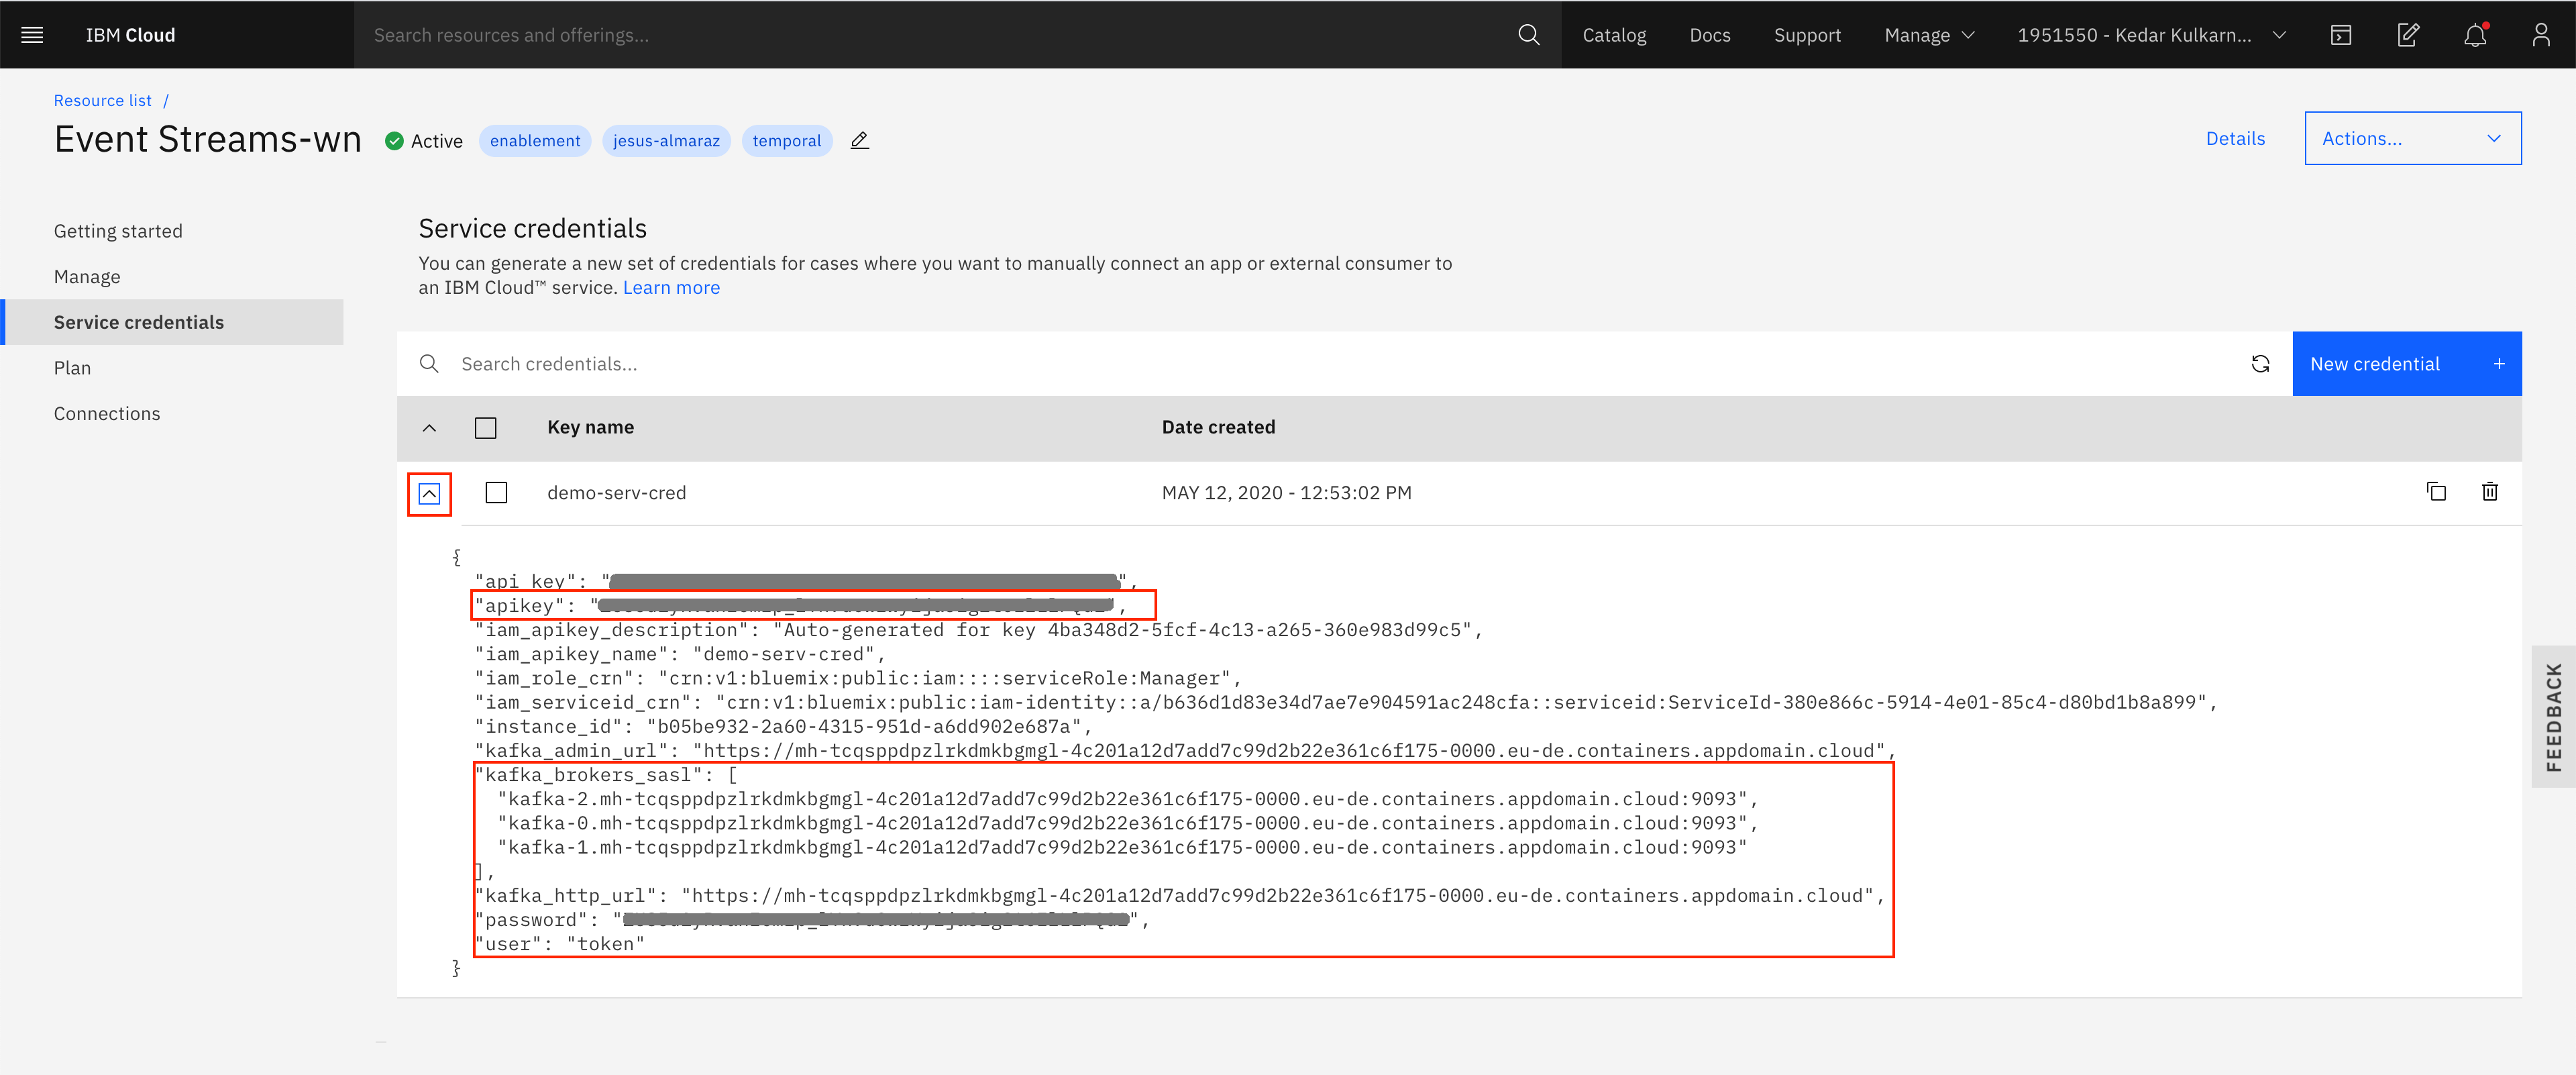 IBM Cloud
Search resources and offerings...
Catalog
Docs
Support
Manage
1951550 - Kedar Kulkarn...
Resource list /
Event Streams-wn
Active
enablement
jesus-almaraz
temporal
Details
Actions...
Getting started
Manage
Service credentials
Plan
Connections
Service credentials
You can generate a new set of credentials for cases where you want to manually connect an app or external consumer to
an IBM Cloud™ service. Learn more
Search credentials...
New credential +
Key name Date created
demo-serv-cred MAY 12, 2020 - 12:53:02 PM
{
"api_key": "",
"apikey": "",
"iam_apikey_description": "Auto-generated for key 4ba348d2-5fcf-4c13-a265-360e983d99c5",
"iam_apikey_name": "demo-serv-cred",
"iam_role_crn": "crn:v1:bluemix:public:iam::::serviceRole:Manager",
"iam_serviceid_crn": "crn:v1:bluemix:public:iam-identity::a/b636d1d83e34d7ae7e904591ac248cfa::serviceid:ServiceId-380e866c-5914-4e01-85c4-d80bd1b8a899",
"instance_id": "b05be932-2a60-4315-951d-a6dd902e687a",
"kafka_admin_url": "https://mh-tcqsppdpzlrkdmkbgmgl-4c201a12d7add7c99d2b22e361c6f175-0000.eu-de.containers.appdomain.cloud",
"kafka_brokers_sasl": [
"kafka-2.mh-tcqsppdpzlrkdmkbgmgl-4c201a12d7add7c99d2b22e361c6f175-0000.eu-de.containers.appdomain.cloud:9093",
"kafka-0.mh-tcqsppdpzlrkdmkbgmgl-4c201a12d7add7c99d2b22e361c6f175-0000.eu-de.containers.appdomain.cloud:9093",
"kafka-1.mh-tcqsppdpzlrkdmkbgmgl-4c201a12d7add7c99d2b22e361c6f175-0000.eu-de.containers.appdomain.cloud:9093"
],
"kafka_http_url": "https://mh-tcqsppdpzlrkdmkbgmgl-4c201a12d7add7c99d2b22e361c6f175-0000.eu-de.containers.appdomain.cloud",
"password": "",
"user": "token"
}
FEEDBACK